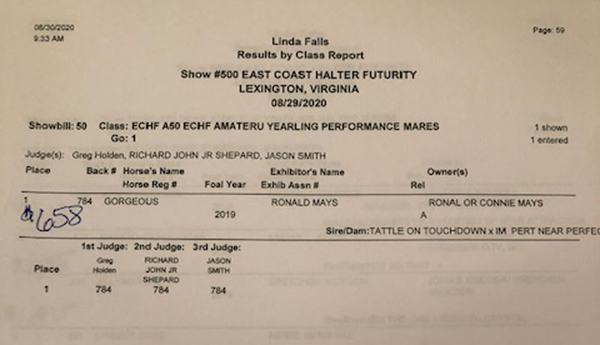 08/30/2020
9:33 AM
Page: 59
Linda Falls
Results by Class Report
Show #500 EAST COAST HALTER FUTURITY
LEXINGTON, VIRGINIA
08/29/2020
Showbill: 50 Class: ECHF A50 ECHF AMATERU YEARLING PERFORMANCE MARES 1 shown
Go: 1 1 entered
Judge(s): Greg Holden, RICHARD JOHN JR SHEPARD, JASON SMITH
Place Back # Horse's Name Exhibitor's Name Owner(s)
Horse Reg # Foal Year Exhib Assn # Rel
1 784 GORGEOUS RONALD MAYS RONAL OR CONNIE MAYS
2019 A
$658
Sire/Dam:TATTLE ON TOUCHDOWN x IM PERT NEAR PERFEC
1st Judge: 2nd Judge: 3rd Judge:
Greg RICHARD JASON
Place Holden JOHN JR SMITH
SHEPARD
1 784 784 784